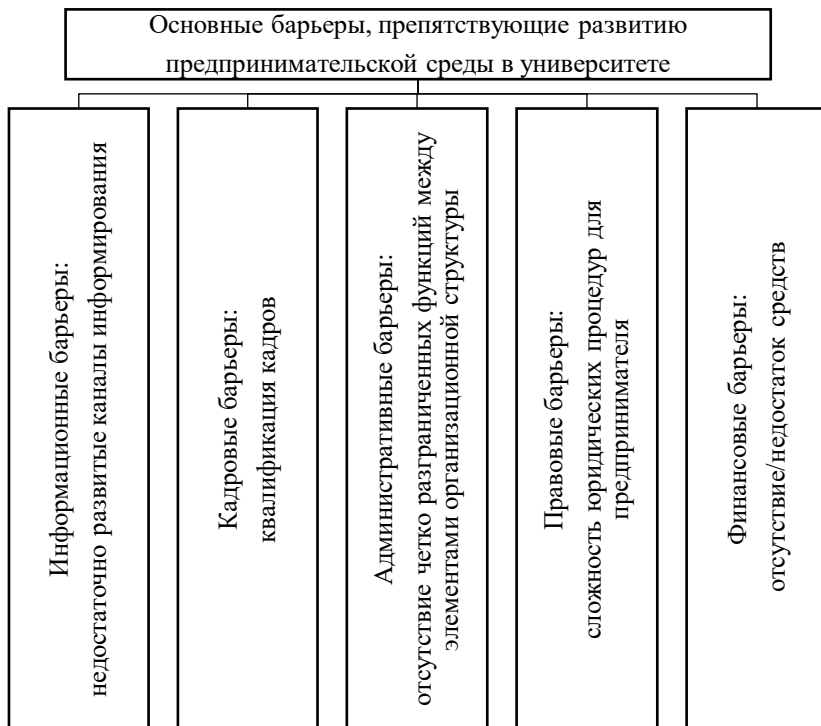 Основные барьеры, препятствующие развитию
предпринимательской среды в университете
Информационные барьеры:
недостаточно развитые каналы информирования
Кадровые барьеры:
квалификация кадров
Административные барьеры:
отсутствие четко разграниченных функций между
элементами организационной структуры
Правовые барьеры:
сложность юридических процедур для
предпринимателя
Финансовые барьеры:
отсутствие/недостаток средств